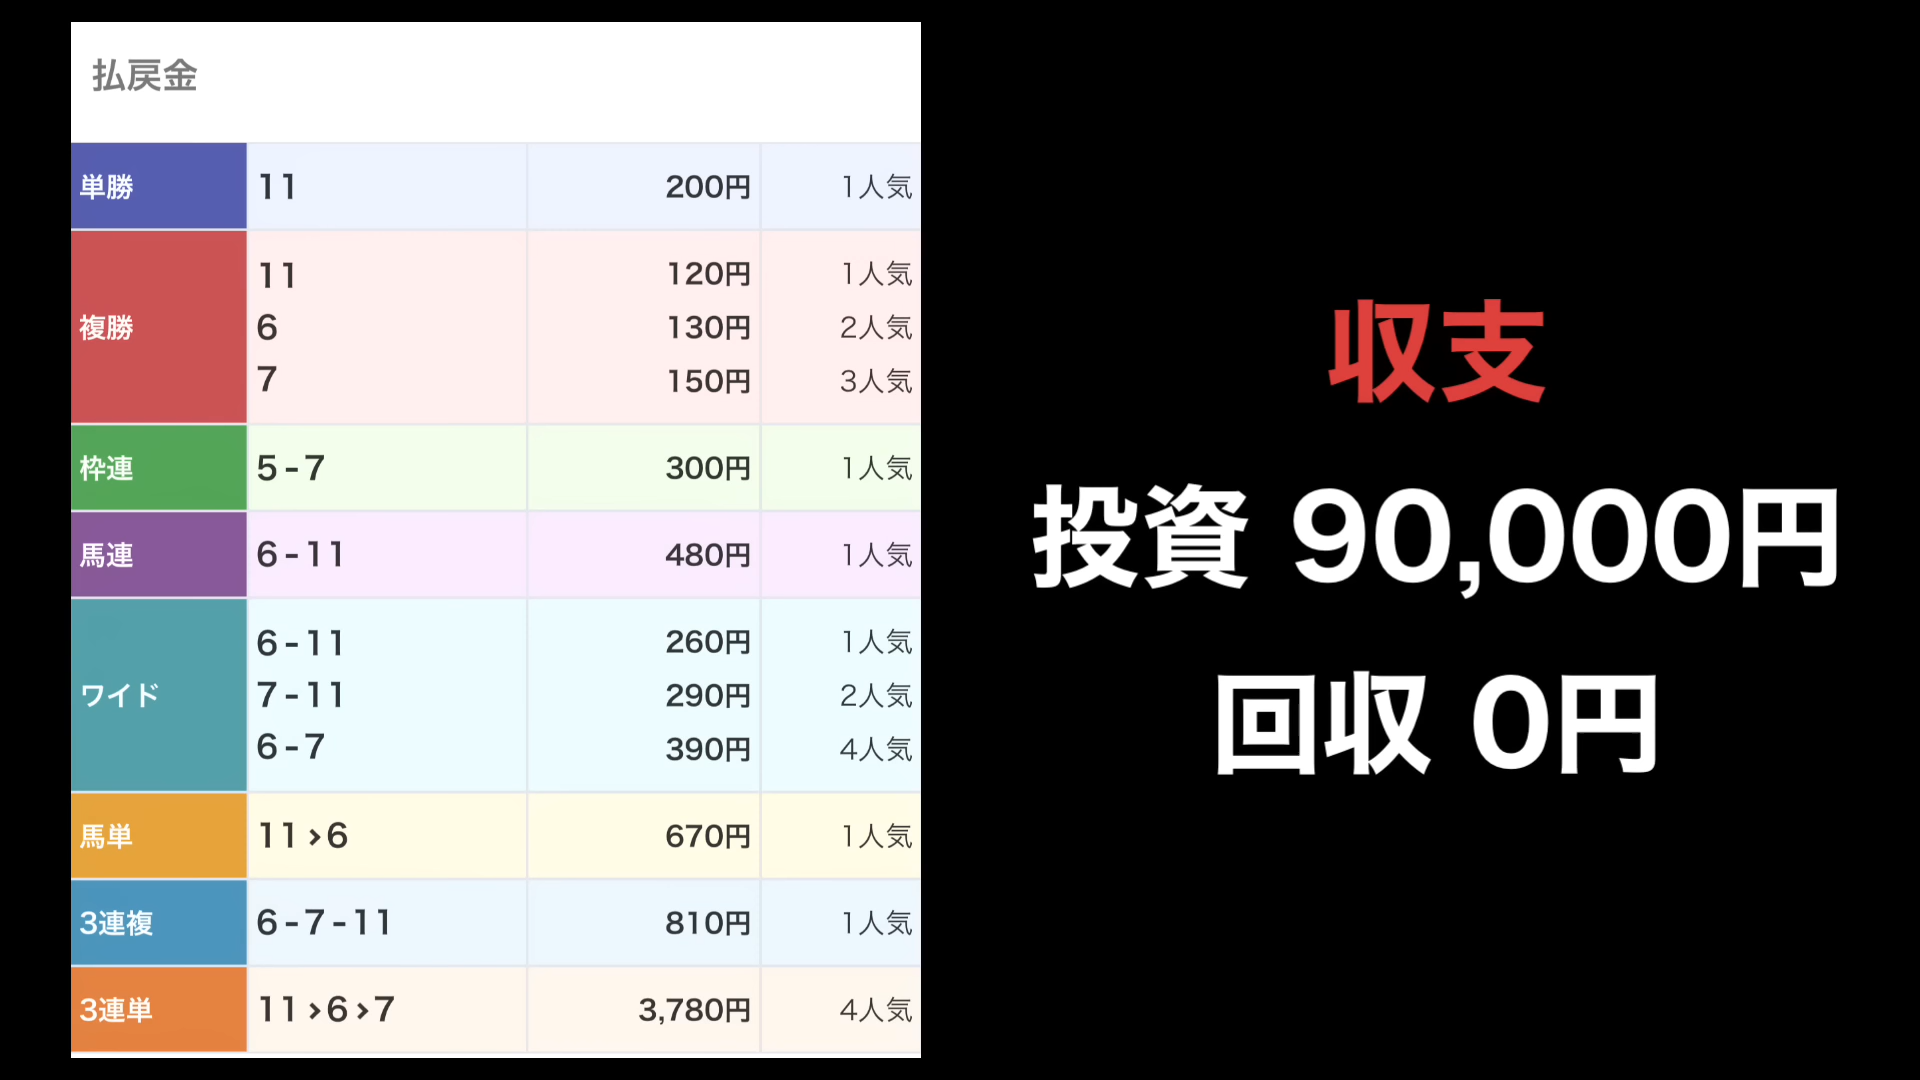 払戻金
単勝 11 200円 1人気
複勝 11 120円 1人気
6 130円 2人気
7 150円 3人気
枠連 5-7 300円 1人気
馬連 6-11 480円 1人気
ワイド 6-11 260円 1人気
7-11 290円 2人気
6-7 390円 4人気
馬単 11>6 670円 1人気
3連複 6-7-11 810円 1人気
3連単 11>6>7 3,780円 4人気
収支
投資 90,000円
回収 0円